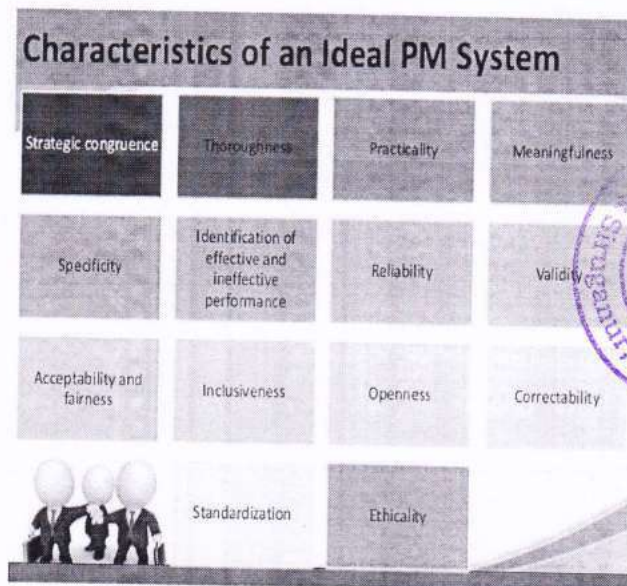 Characteristics of an Ideal PM System
Strategic congruence
Thoroughness
Practicality
Meaningfulness
Specificity
Identification of
effective and
ineffective
performance
Reliability
Validity
Acceptability and
fairness
Inclusiveness
Openness
Correctability
Standardization
Ethicality